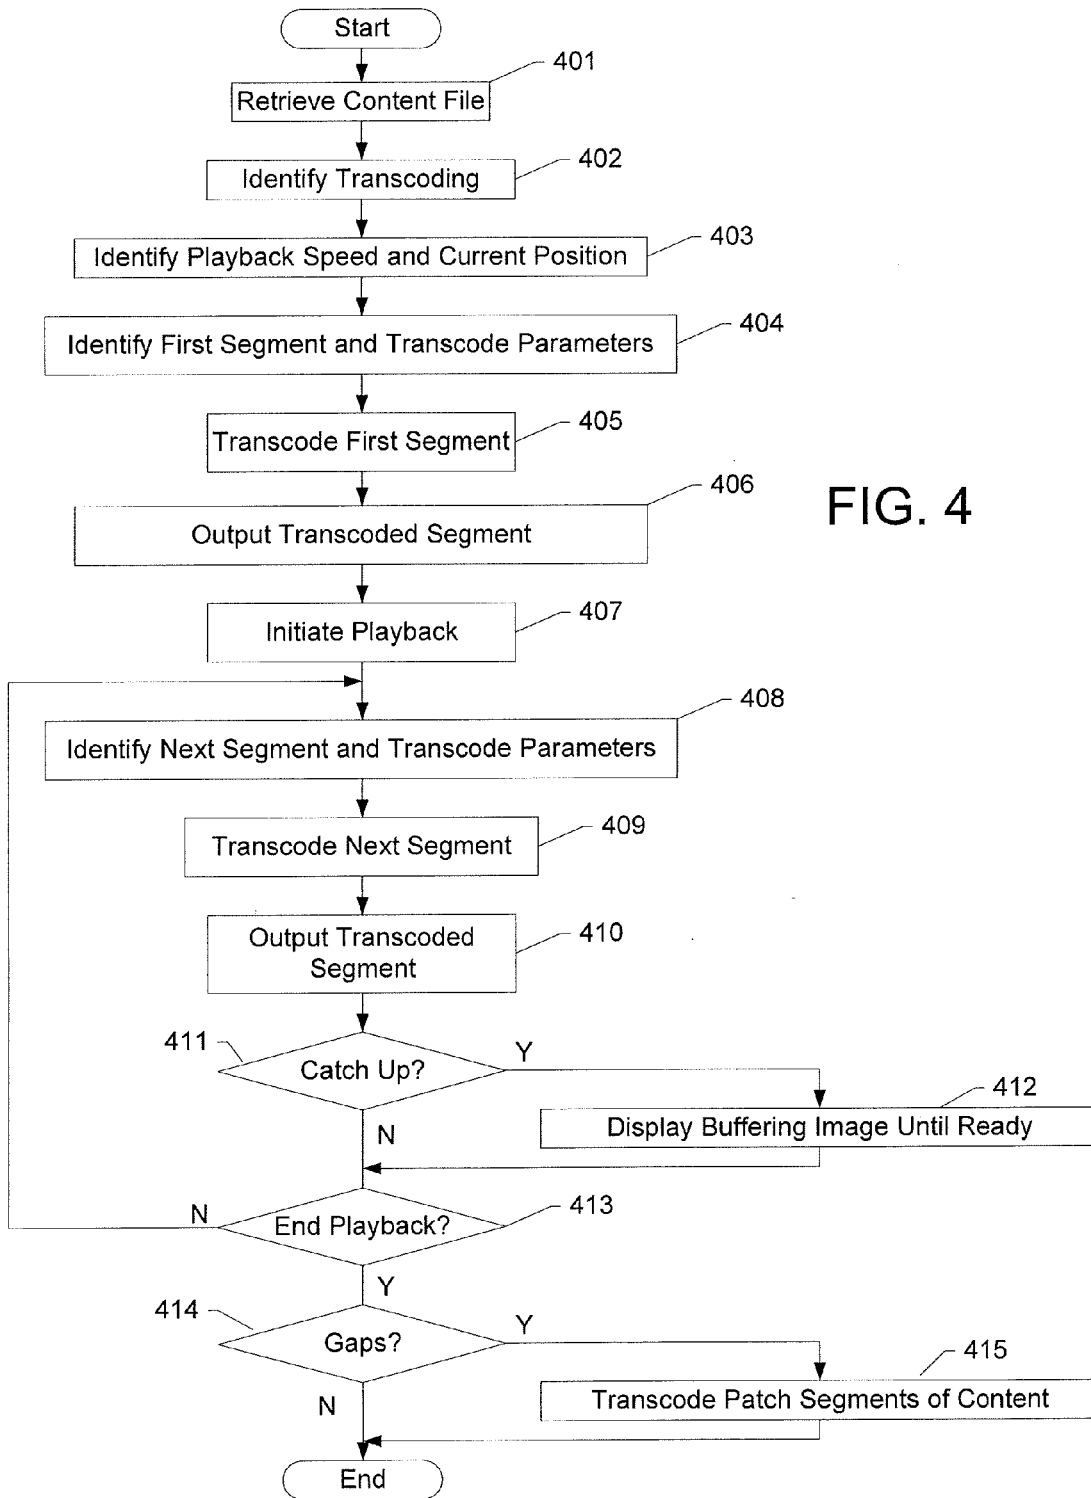 Start
401
Retrieve Content File
402
Identify Transcoding
403
Identify Playback Speed and Current Position
404
Identify First Segment and Transcode Parameters
405
Transcode First Segment
406
FIG. 4
Output Transcoded Segment
407
Initiate Playback
408
Identify Next Segment and Transcode Parameters
409
Transcode Next Segment
410
Output Transcoded
Segment
411
Catch Up?
Y
412
Display Buffering Image Until Ready
N
413
End Playback?
N
Y
414
Gaps?
Y
415
Transcode Patch Segments of Content
N
End